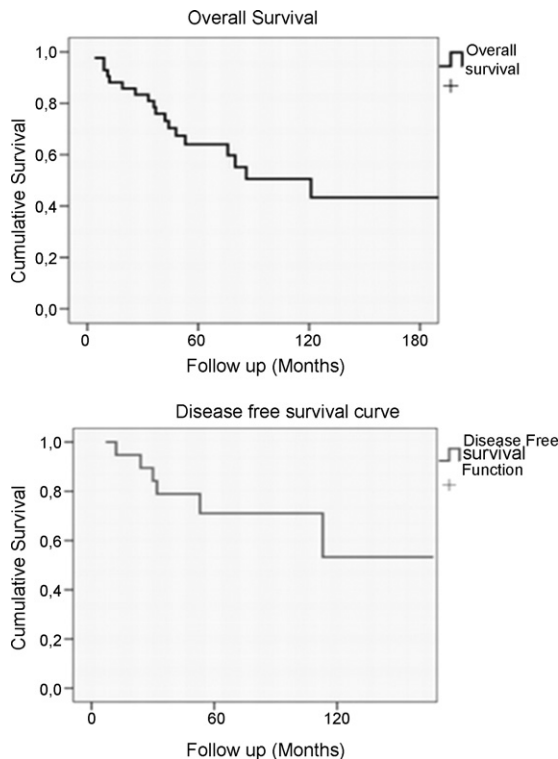 Overall Survival
1,0
0,8
0,6
0,4
0,2
0,0
Cumulative Survival
0
60
120
180
Follow up (Months)
Overall
survival
Disease free survival curve
1,0
0,8
0,6
0,4
0,2
0,0
Cumulative Survival
0
60
120
Follow up (Months)
Disease Free
survival
Function